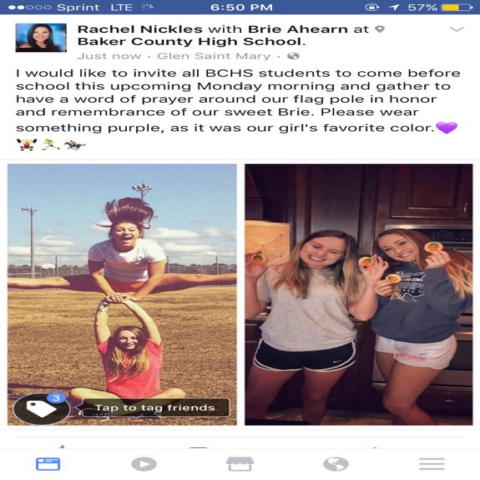 Sprint LTE 6:50 PM 57%
Rachel Nickles with Brie Ahearn at
Baker County High School.
Just now · Glen Saint Mary ·
I would like to invite all BCHS students to come before
school this upcoming Monday morning and gather to
have a word of prayer around our flag pole in honor
and remembrance of our sweet Brie. Please wear
something purple, as it was our girl's favorite color.💜
🏋️🏃🏇
3
Tap to tag friends